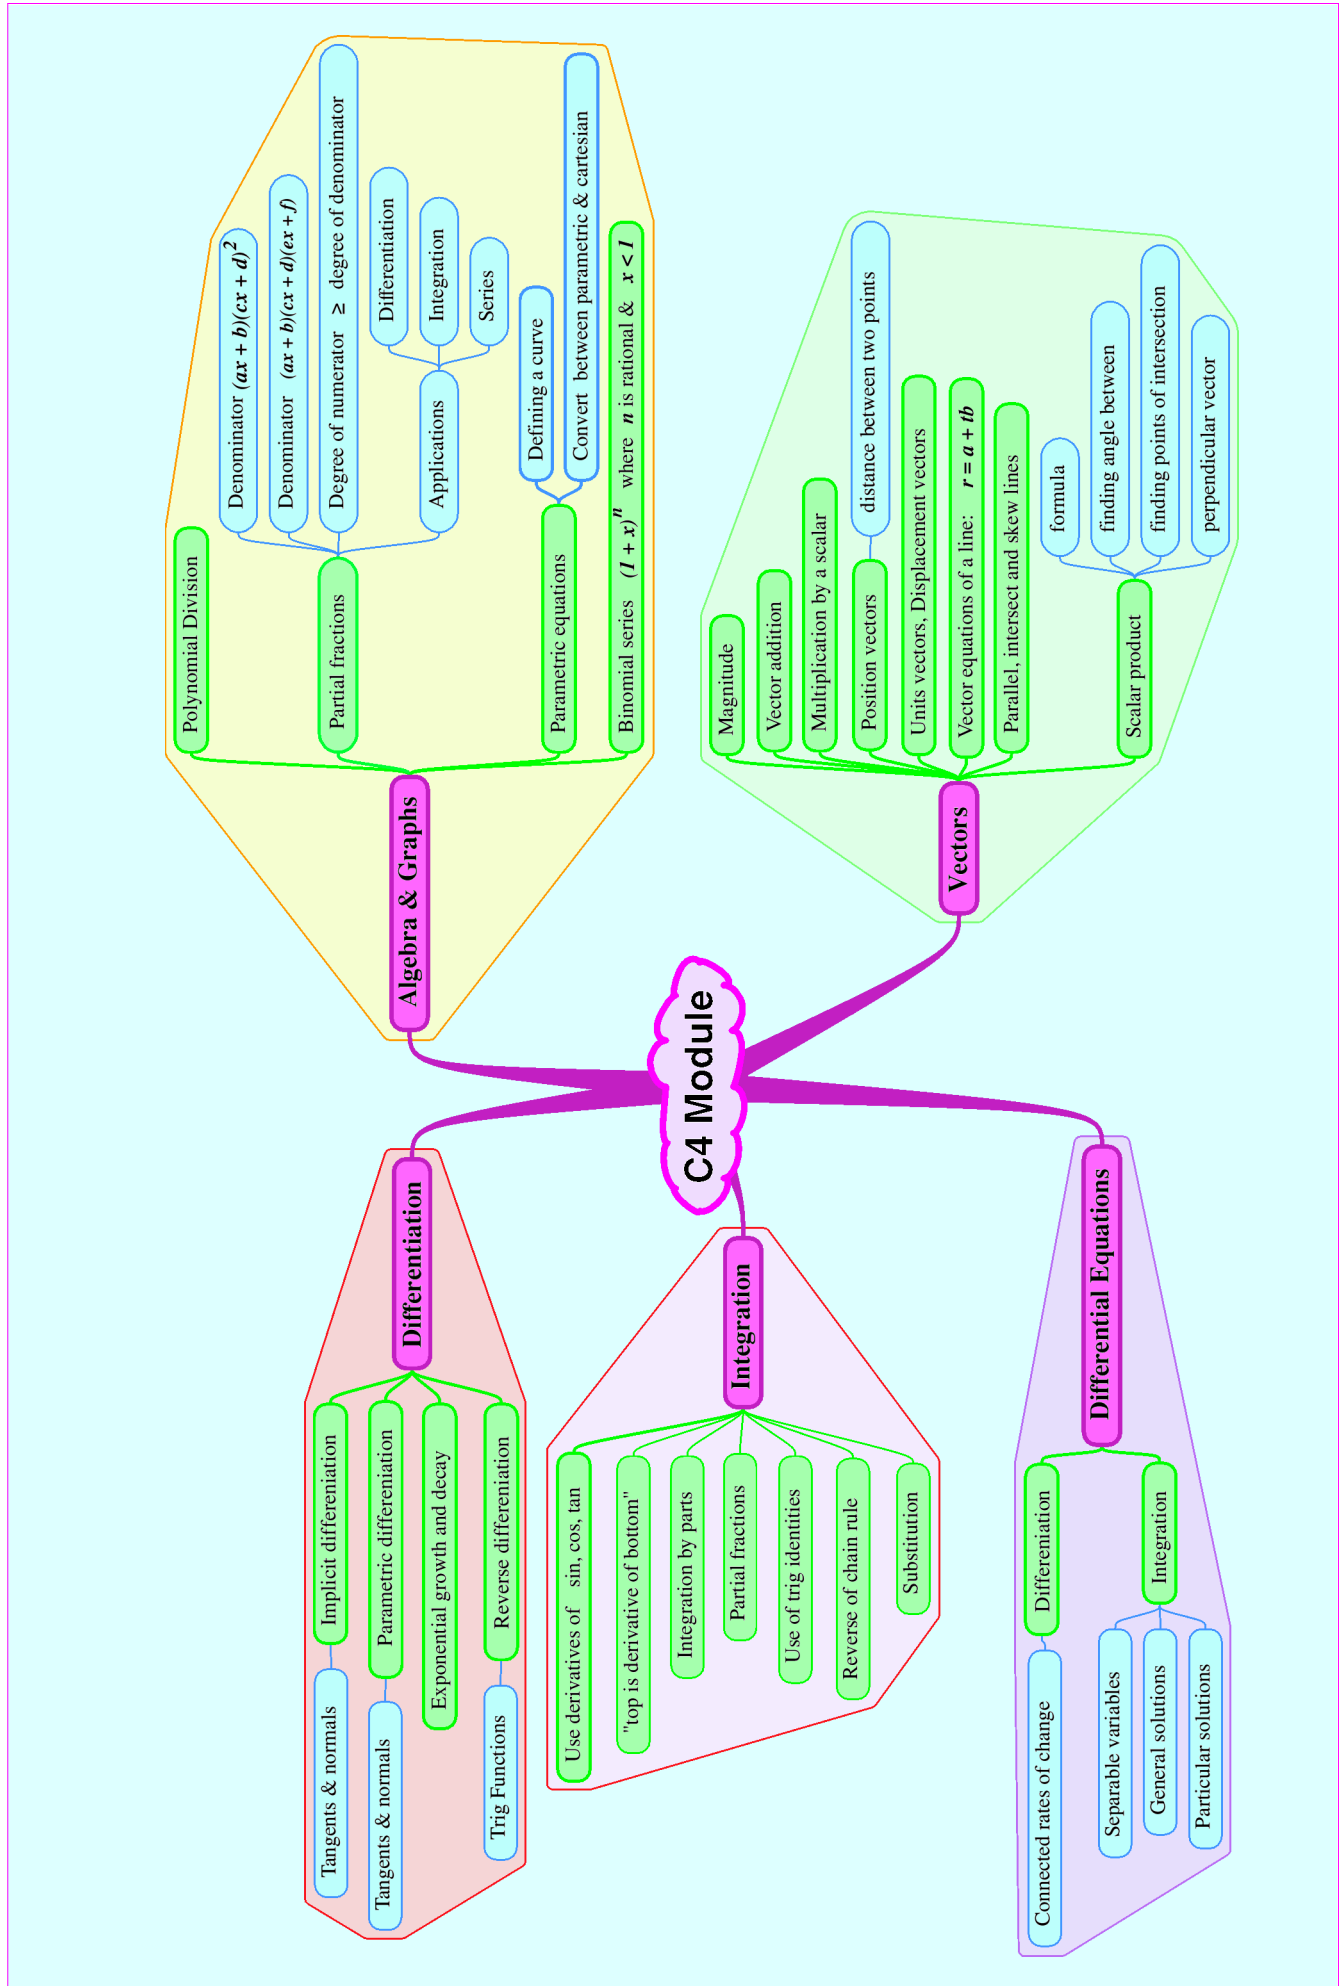 C4 Module
Algebra & Graphs
Polynomial Division
Partial fractions
Denominator (ax + b)(cx + d)²
Denominator (ax + b)(cx + d)(ex + f)
Degree of numerator ≥ degree of denominator
Applications
Differentiation
Integration
Series
Parametric equations
Defining a curve
Convert between parametric & cartesian
Binomial series (1 + x)ⁿ where n is rational & x < 1
Vectors
Magnitude
Vector addition
Multiplication by a scalar
Position vectors
distance between two points
Units vectors, Displacement vectors
Vector equations of a line: r = a + tb
Parallel, intersect and skew lines
Scalar product
formula
finding angle between
finding points of intersection
perpendicular vector
Differentiation
Implicit differeniation
Tangents & normals
Parametric differeniation
Tangents & normals
Exponential growth and decay
Reverse differeniation
Trig Functions
Integration
Use derivatives of sin, cos, tan
"top is derivative of bottom"
Integration by parts
Partial fractions
Use of trig identities
Reverse of chain rule
Substitution
Differential Equations
Differeniation
Connected rates of change
Integration
Separable variables
General solutions
Particular solutions